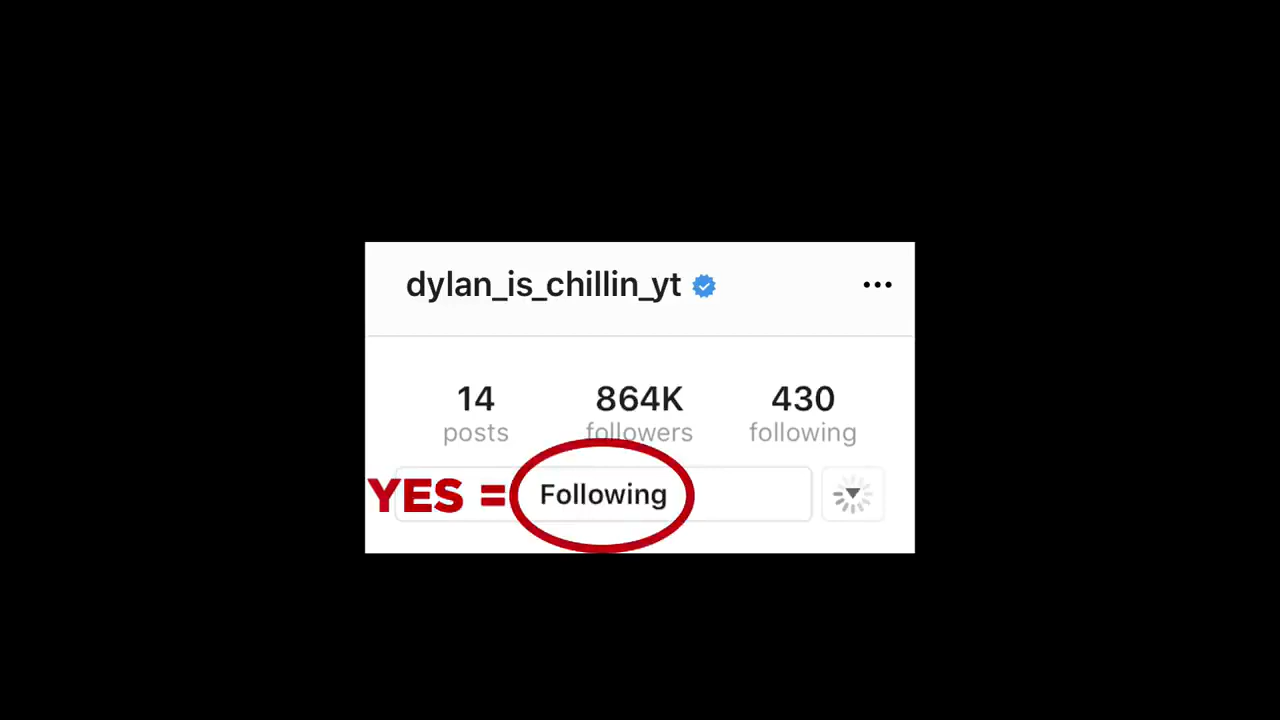 dylan_is_chillin_yt
14 864K 430
posts followers following
YES = Following